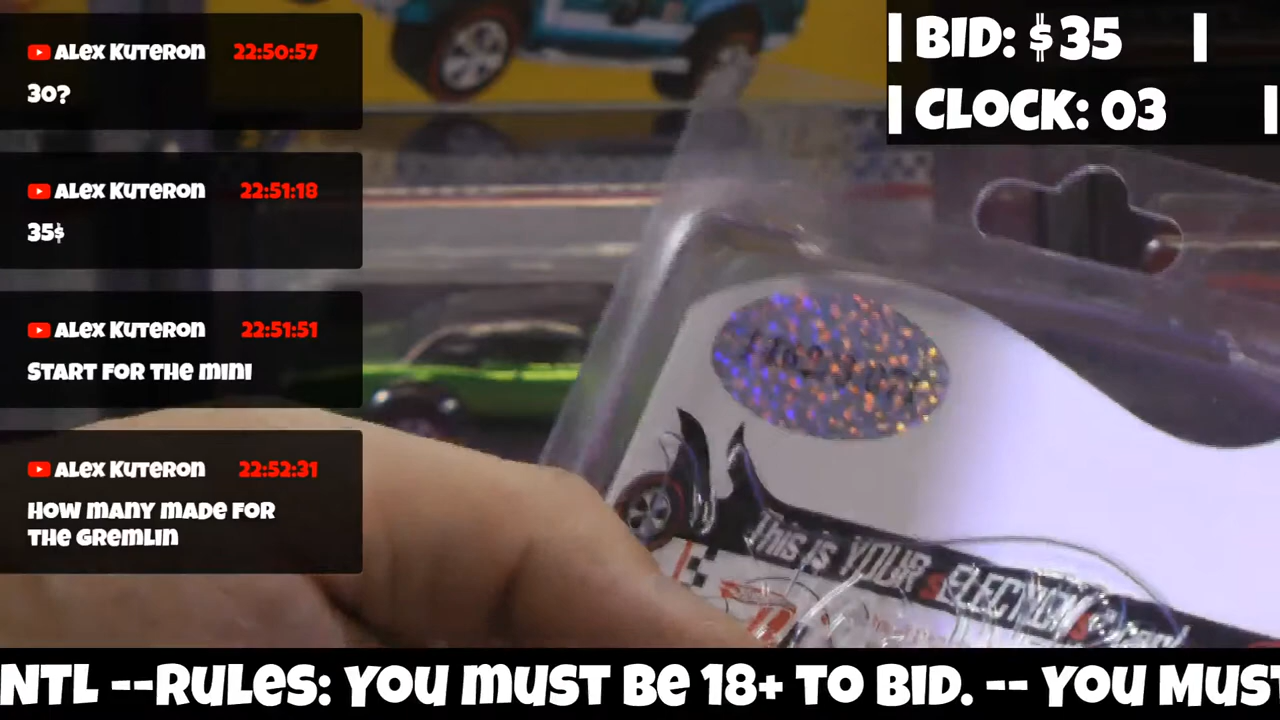 Alex Kuteron 22:50:57
30?
Alex Kuteron 22:51:18
35$
Alex Kuteron 22:51:51
Start for the mini
Alex Kuteron 22:52:31
How many made for
the gremlin
| BID: $35 |
| CLOCK: 03 |
This is YOUR sELECTIONs
NTL --Rules: You must be 18+ to bid. -- You Must